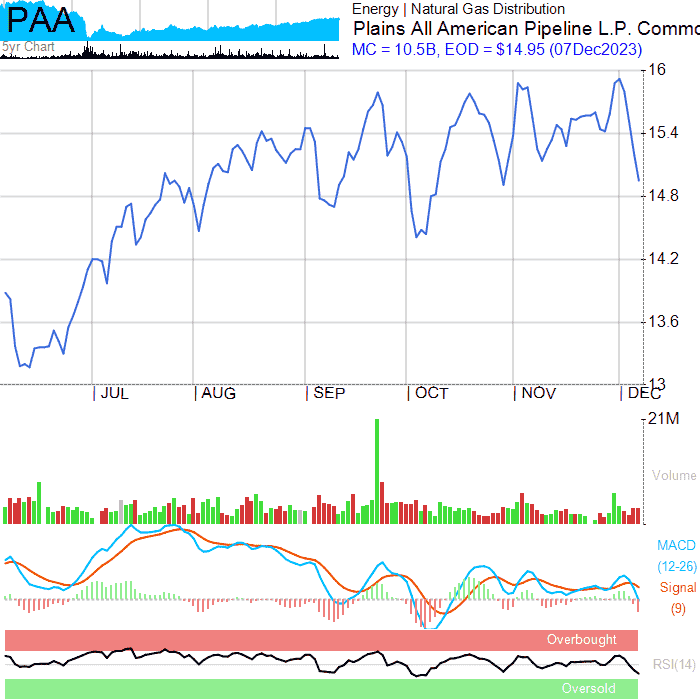 PAA
5yr Chart
Energy | Natural Gas Distribution
Plains All American Pipeline L.P. Commo
MC = 10.5B, EOD = $14.95 (07Dec2023)
16
15.4
14.8
14.2
13.6
13
JUL AUG SEP OCT NOV DEC
21M
Volume
MACD
(12-26)
Signal
(9)
Overbought
RSI(14)
Oversold